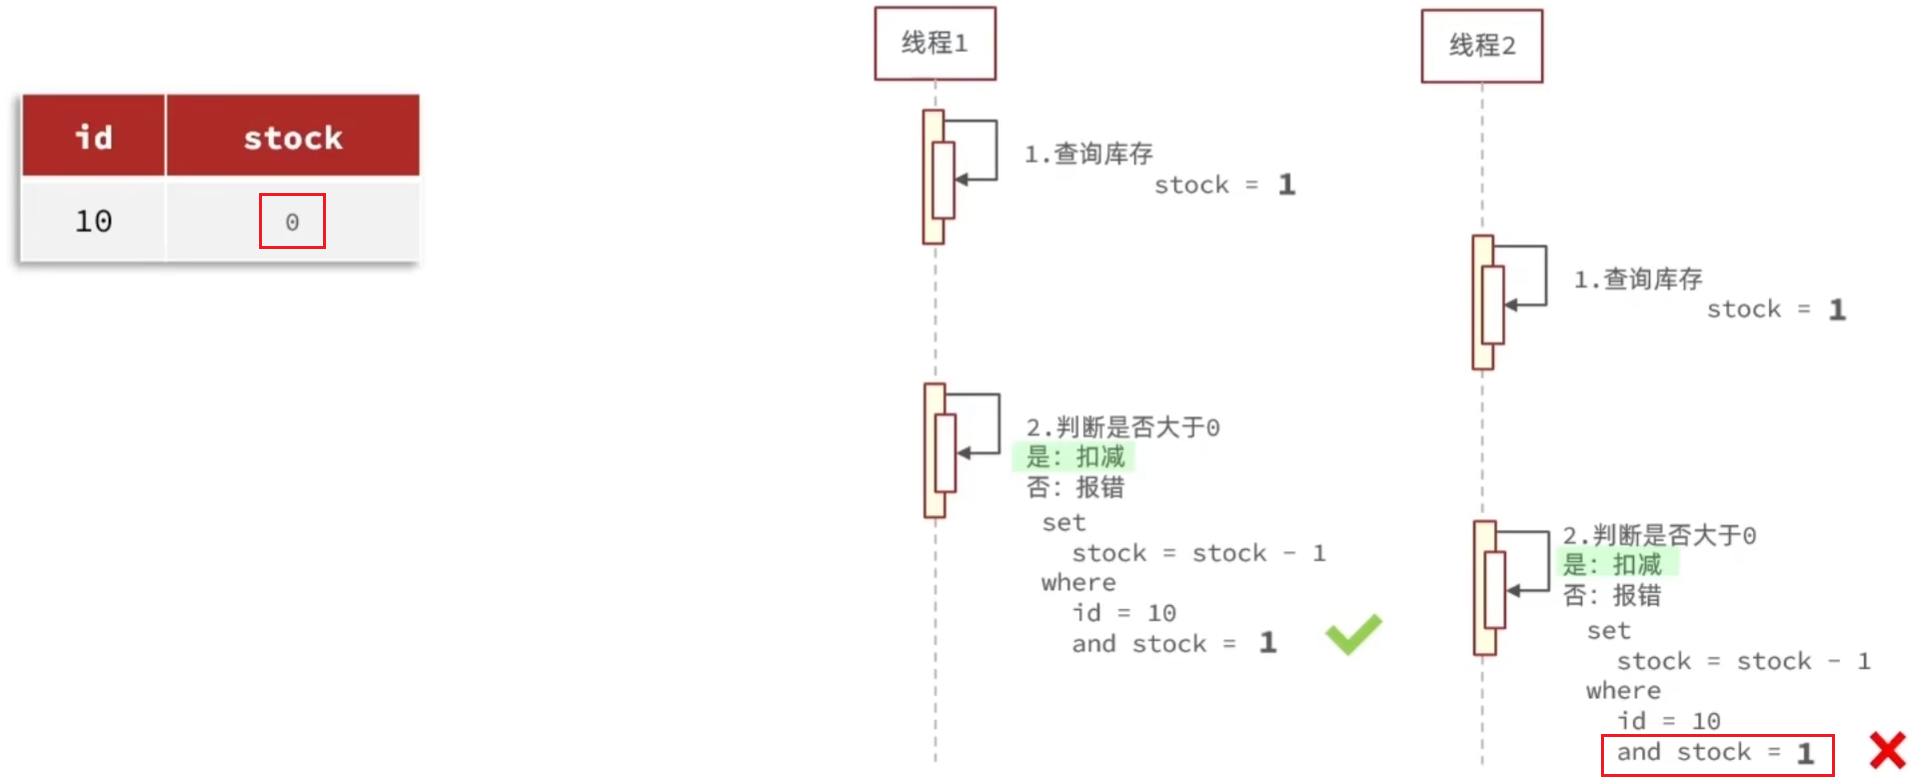 id stock
10 0
线程1
1.查询库存
stock = 1
2.判断是否大于0
是: 扣减
否: 报错
set
stock = stock - 1
where
id = 10
and stock = 1
线程2
1.查询库存
stock = 1
2.判断是否大于0
是: 扣减
否: 报错
set
stock = stock - 1
where
id = 10
and stock = 1